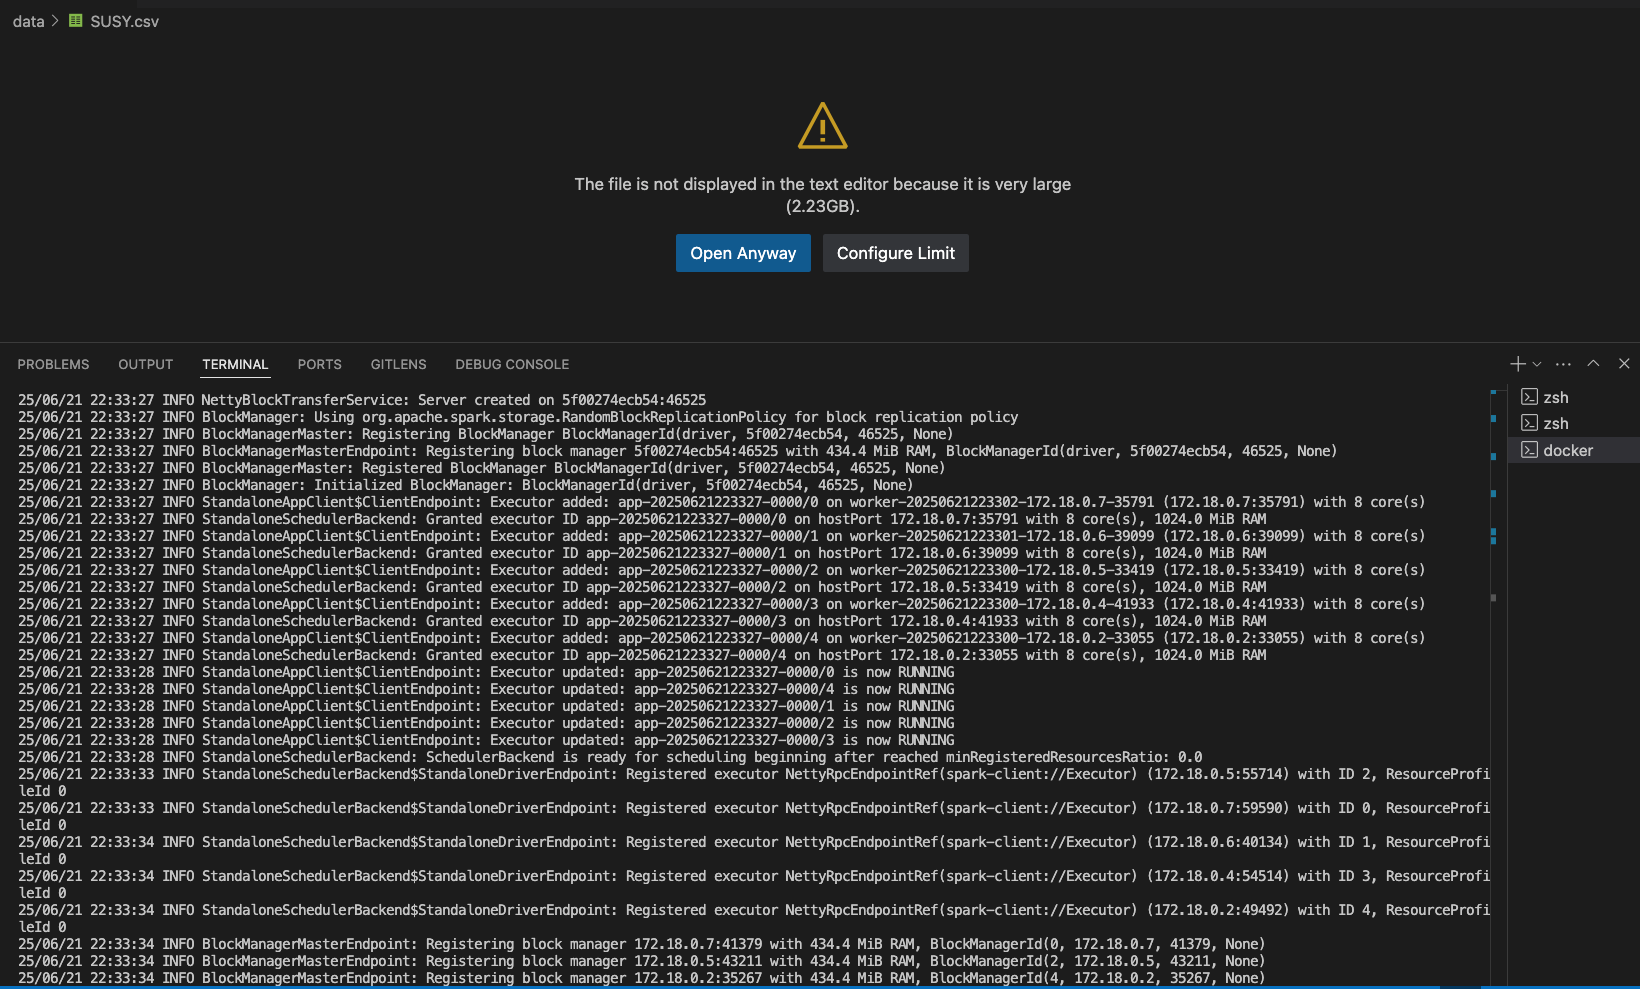 data > SUSY.csv
The file is not displayed in the text editor because it is very large
(2.23GB).
Open Anyway
Configure Limit
PROBLEMS OUTPUT TERMINAL PORTS GITLENS DEBUG CONSOLE
25/06/21 22:33:27 INFO NettyBlockTransferService: Server created on 5f00274ecb54:46525
25/06/21 22:33:27 INFO BlockManager: Using org.apache.spark.storage.RandomBlockReplicationPolicy for block replication policy
25/06/21 22:33:27 INFO BlockManagerMaster: Registering BlockManager BlockManagerId(driver, 5f00274ecb54, 46525, None)
25/06/21 22:33:27 INFO BlockManagerMasterEndpoint: Registering block manager 5f00274ecb54:46525 with 434.4 MiB RAM, BlockManagerId(driver, 5f00274ecb54, 46525, None)
25/06/21 22:33:27 INFO BlockManagerMaster: Registered BlockManager BlockManagerId(driver, 5f00274ecb54, 46525, None)
25/06/21 22:33:27 INFO BlockManager: Initialized BlockManager: BlockManagerId(driver, 5f00274ecb54, 46525, None)
25/06/21 22:33:27 INFO StandaloneAppClient$ClientEndpoint: Executor added: app-20250621223327-0000/0 on worker-20250621223302-172.18.0.7-35791 (172.18.0.7:35791) with 8 core(s)
25/06/21 22:33:27 INFO StandaloneSchedulerBackend: Granted executor ID app-20250621223327-0000/0 on hostPort 172.18.0.7:35791 with 8 core(s), 1024.0 MiB RAM
25/06/21 22:33:27 INFO StandaloneAppClient$ClientEndpoint: Executor added: app-20250621223327-0000/1 on worker-20250621223301-172.18.0.6-39099 (172.18.0.6:39099) with 8 core(s)
25/06/21 22:33:27 INFO StandaloneSchedulerBackend: Granted executor ID app-20250621223327-0000/1 on hostPort 172.18.0.6:39099 with 8 core(s), 1024.0 MiB RAM
25/06/21 22:33:27 INFO StandaloneAppClient$ClientEndpoint: Executor added: app-20250621223327-0000/2 on worker-20250621223300-172.18.0.5-33419 (172.18.0.5:33419) with 8 core(s)
25/06/21 22:33:27 INFO StandaloneSchedulerBackend: Granted executor ID app-20250621223327-0000/2 on hostPort 172.18.0.5:33419 with 8 core(s), 1024.0 MiB RAM
25/06/21 22:33:27 INFO StandaloneAppClient$ClientEndpoint: Executor added: app-20250621223327-0000/3 on worker-20250621223300-172.18.0.4-41933 (172.18.0.4:41933) with 8 core(s)
25/06/21 22:33:27 INFO StandaloneSchedulerBackend: Granted executor ID app-20250621223327-0000/3 on hostPort 172.18.0.4:41933 with 8 core(s), 1024.0 MiB RAM
25/06/21 22:33:27 INFO StandaloneAppClient$ClientEndpoint: Executor added: app-20250621223327-0000/4 on worker-20250621223300-172.18.0.2-33055 (172.18.0.2:33055) with 8 core(s)
25/06/21 22:33:27 INFO StandaloneSchedulerBackend: Granted executor ID app-20250621223327-0000/4 on hostPort 172.18.0.2:33055 with 8 core(s), 1024.0 MiB RAM
25/06/21 22:33:28 INFO StandaloneAppClient$ClientEndpoint: Executor updated: app-20250621223327-0000/0 is now RUNNING
25/06/21 22:33:28 INFO StandaloneAppClient$ClientEndpoint: Executor updated: app-20250621223327-0000/4 is now RUNNING
25/06/21 22:33:28 INFO StandaloneAppClient$ClientEndpoint: Executor updated: app-20250621223327-0000/1 is now RUNNING
25/06/21 22:33:28 INFO StandaloneAppClient$ClientEndpoint: Executor updated: app-20250621223327-0000/2 is now RUNNING
25/06/21 22:33:28 INFO StandaloneAppClient$ClientEndpoint: Executor updated: app-20250621223327-0000/3 is now RUNNING
25/06/21 22:33:28 INFO StandaloneSchedulerBackend: SchedulerBackend is ready for scheduling beginning after reached minRegisteredResourcesRatio: 0.0
25/06/21 22:33:33 INFO StandaloneSchedulerBackend$StandaloneDriverEndpoint: Registered executor NettyRpcEndpointRef(spark-client://Executor) (172.18.0.5:55714) with ID 2, ResourceProfi
leId 0
25/06/21 22:33:33 INFO StandaloneSchedulerBackend$StandaloneDriverEndpoint: Registered executor NettyRpcEndpointRef(spark-client://Executor) (172.18.0.7:59590) with ID 0, ResourceProfi
leId 0
25/06/21 22:33:34 INFO StandaloneSchedulerBackend$StandaloneDriverEndpoint: Registered executor NettyRpcEndpointRef(spark-client://Executor) (172.18.0.6:40134) with ID 1, ResourceProfi
leId 0
25/06/21 22:33:34 INFO StandaloneSchedulerBackend$StandaloneDriverEndpoint: Registered executor NettyRpcEndpointRef(spark-client://Executor) (172.18.0.4:54514) with ID 3, ResourceProfi
leId 0
25/06/21 22:33:34 INFO StandaloneSchedulerBackend$StandaloneDriverEndpoint: Registered executor NettyRpcEndpointRef(spark-client://Executor) (172.18.0.2:49492) with ID 4, ResourceProfi
leId 0
25/06/21 22:33:34 INFO BlockManagerMasterEndpoint: Registering block manager 172.18.0.7:41379 with 434.4 MiB RAM, BlockManagerId(0, 172.18.0.7, 41379, None)
25/06/21 22:33:34 INFO BlockManagerMasterEndpoint: Registering block manager 172.18.0.5:43211 with 434.4 MiB RAM, BlockManagerId(2, 172.18.0.5, 43211, None)
25/06/21 22:33:34 INFO BlockManagerMasterEndpoint: Registering block manager 172.18.0.2:35267 with 434.4 MiB RAM, BlockManagerId(4, 172.18.0.2, 35267, None)
zsh
zsh
docker